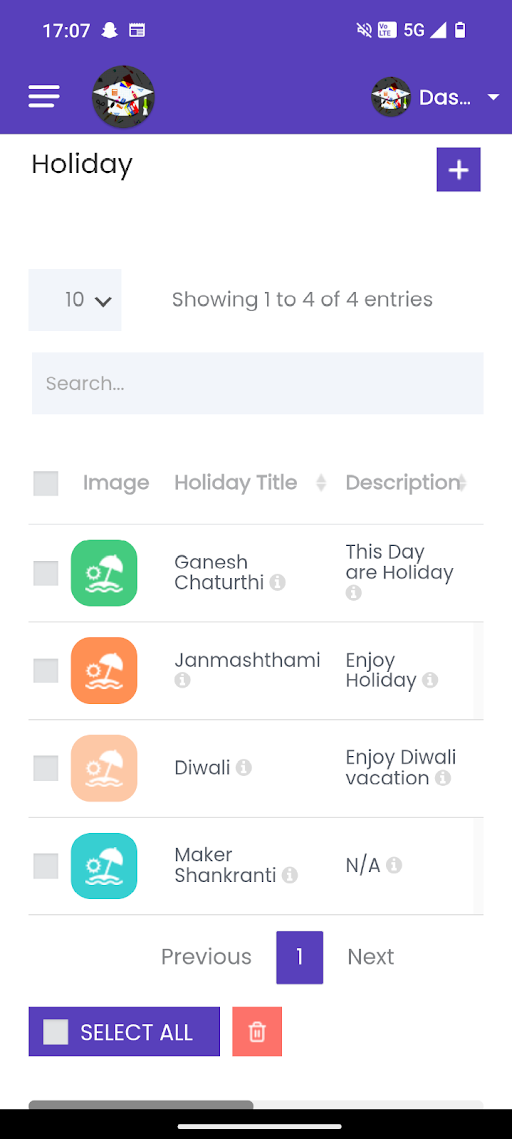 17:07 Vo LTE 5G
Das...
Holiday
10 Showing 1 to 4 of 4 entries
Search...
Image Holiday Title Description
Ganesh
Chaturthi
This Day
are Holiday
Janmashthami
Enjoy
Holiday
Diwali
Enjoy Diwali
vacation
Maker
Shankranti
N/A
Previous 1 Next
SELECT ALL